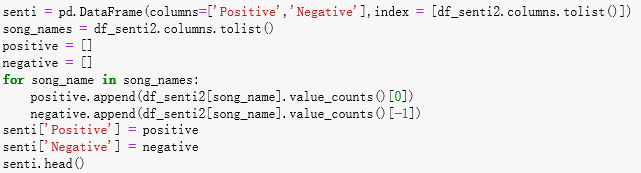 senti = pd.DataFrame(columns=['Positive','Negative'],index = [df_senti2.columns.tolist()])
song_names = df_senti2.columns.tolist()
positive = []
negative = []
for song_name in song_names:
    positive.append(df_senti2[song_name].value_counts()[0])
    negative.append(df_senti2[song_name].value_counts()[-1])
senti['Positive'] = positive
senti['Negative'] = negative
senti.head()